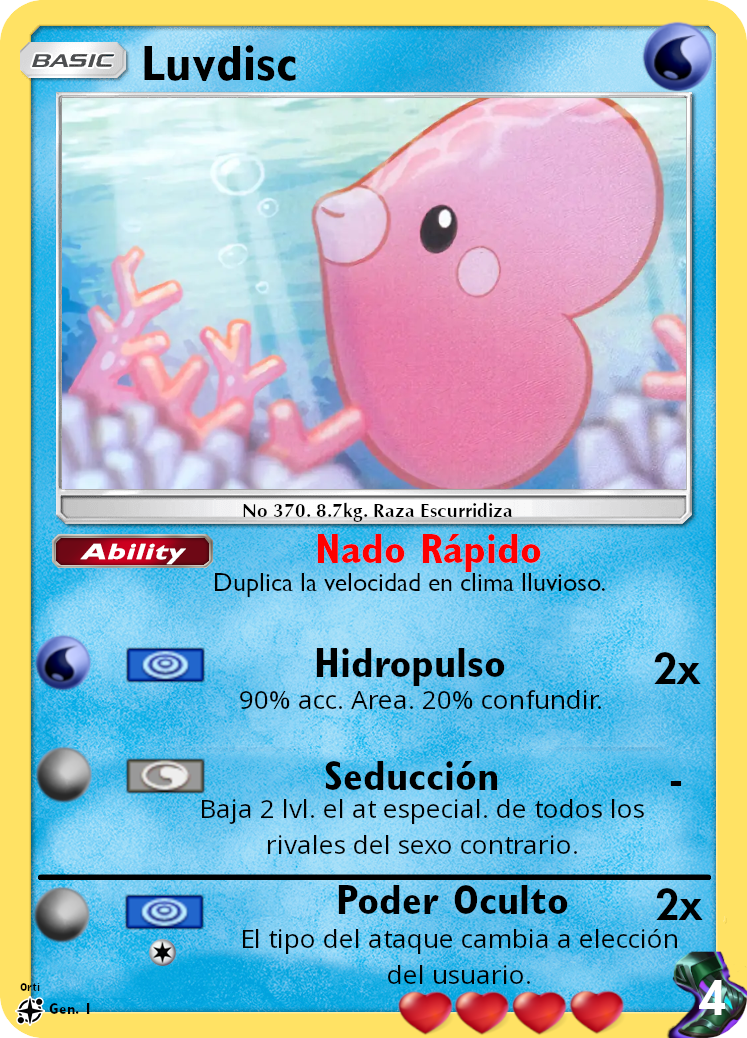 BASIC
Luvdisc
No 370. 8.7kg. Raza Escurridiza
Ability
Nado Rápido
Duplica la velocidad en clima lluvioso.
Hidropulso
2x
90% acc. Area. 20% confundir.
Seducción
-
Baja 2 lvl. el at especial. de todos los
rivales del sexo contrario.
Poder Oculto
2x
El tipo del ataque cambia a elección
del usuario.
Orti
Gen. 1
4